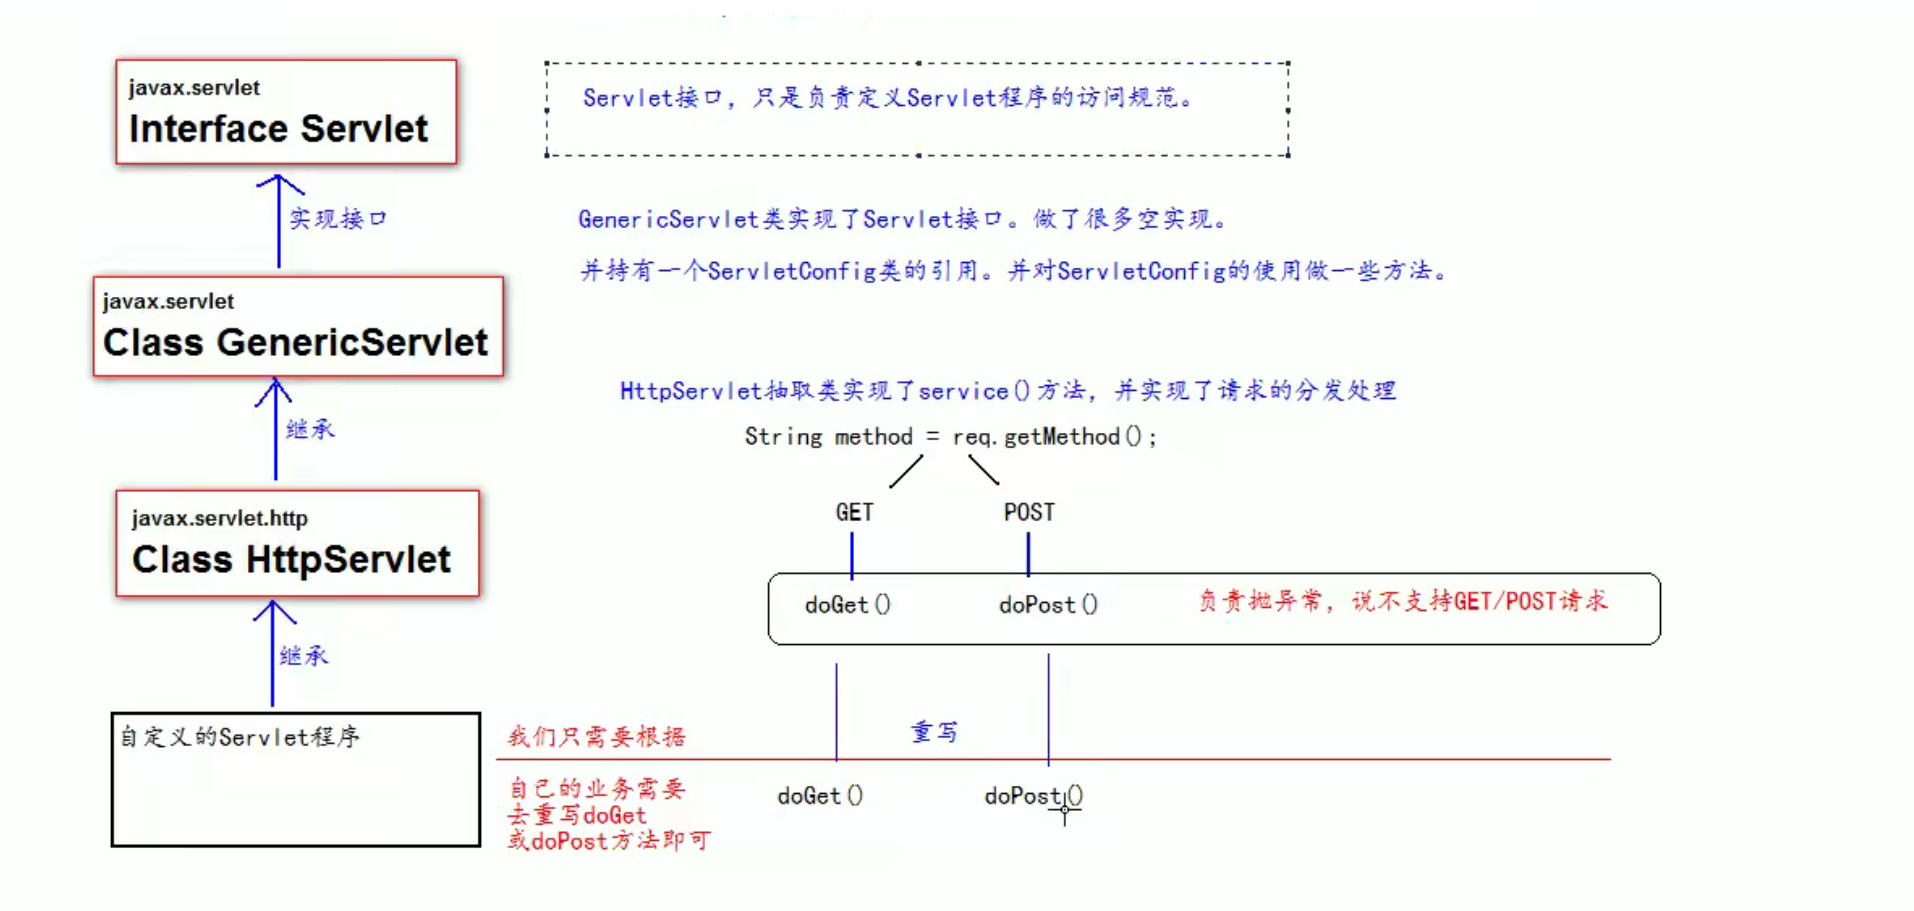 javax.servlet
Interface Servlet
Servlet接口，只是负责定义Servlet程序的访问规范。
实现接口
GenericServlet类实现了Servlet接口。做了很多空实现。
并持有一个ServletConfig类的引用。并对ServletConfig的使用做一些方法。
javax.servlet
Class GenericServlet
继承
HttpServlet抽取类实现了service()方法，并实现了请求的分发处理
String method = req.getMethod();
GET
POST
javax.servlet.http
Class HttpServlet
doGet()
doPost()
负责抛异常，说不支持GET/POST请求
继承
自定义的Servlet程序
我们只需要根据
重写
自己的业务需要
去重写doGet
或doPost方法即可
doGet()
doPost()